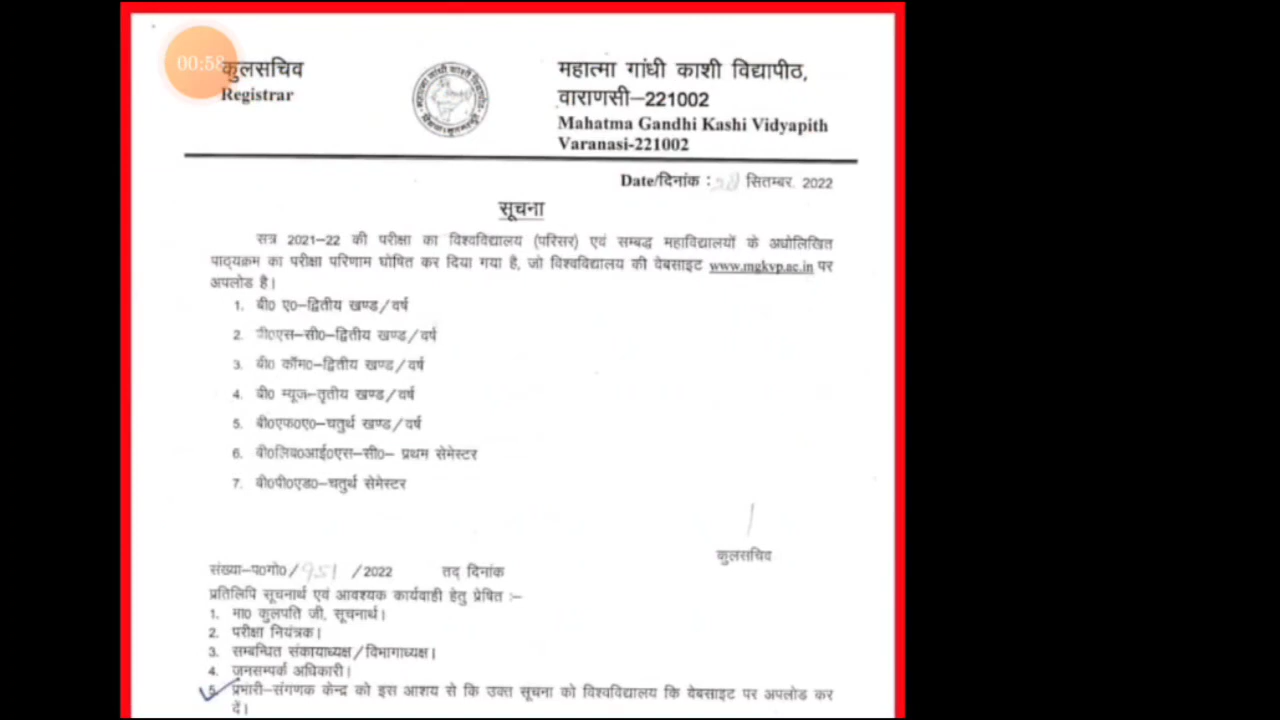 00:58
कुलसचिव
Registrar
महात्मा गांधी काशी विद्यापीठ,
वाराणसी–221002
Mahatma Gandhi Kashi Vidyapith
Varanasi-221002
Date/दिनांक : 28 सितम्बर, 2022
सूचना
सत्र 2021–22 की परीक्षा का विश्वविद्यालय (परिसर) एवं सम्बद्ध महाविद्यालयों के अधोलिखित
पाठ्यक्रम का परीक्षा परिणाम घोषित कर दिया गया है, जो विश्वविद्यालय की वेबसाइट www.mgkvp.ac.in पर
अपलोड है।
1. बी0 ए0–द्वितीय खण्ड/वर्ष
2. बी0एस–सी0–द्वितीय खण्ड/वर्ष
3. बी0 कॉम0–द्वितीय खण्ड/वर्ष
4. बी0 म्यूज–तृतीय खण्ड/वर्ष
5. बी0एफ0ए0–चतुर्थ खण्ड/वर्ष
6. बी0लिब0आई0एस–सी0– प्रथम सेमेस्टर
7. बी0पी0एड0–चतुर्थ सेमेस्टर
कुलसचिव
संख्या–प0गो0/951/2022 तद् दिनांक
प्रतिलिपि सूचनार्थ एवं आवश्यक कार्यवाही हेतु प्रेषित :–
1. मा0 कुलपति जी, सूचनार्थ।
2. परीक्षा नियंत्रक।
3. सम्बन्धित संकायाध्यक्ष/विभागाध्यक्ष।
4. जनसम्पर्क अधिकारी।
5. प्रभारी–संगणक केन्द्र को इस आशय से कि उक्त सूचना को विश्वविद्यालय कि वेबसाइट पर अपलोड कर
दें।